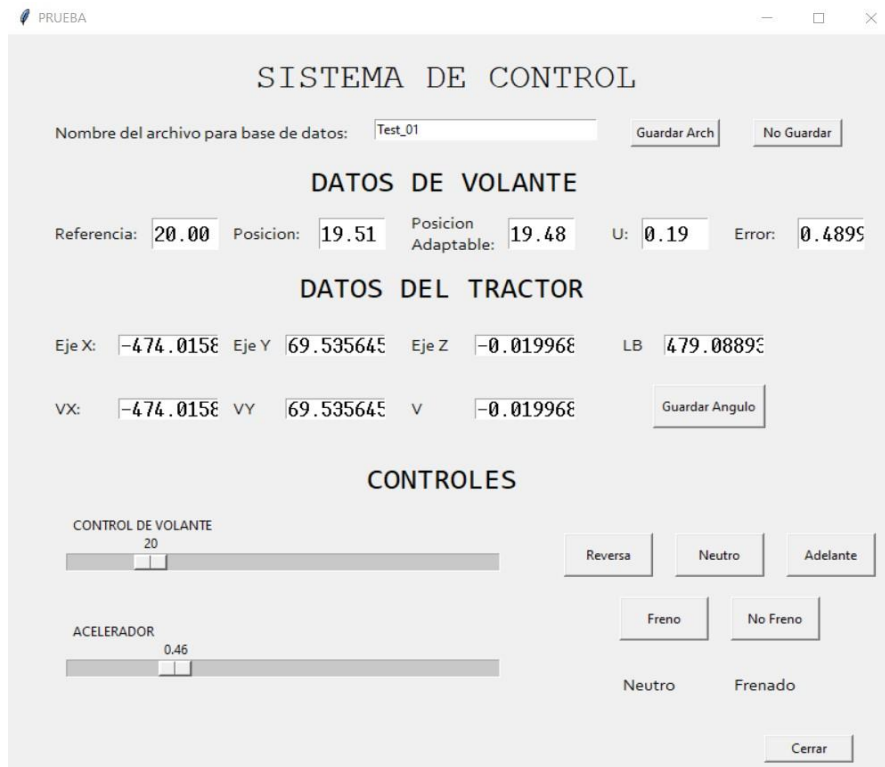 PRUEBA
SISTEMA DE CONTROL
Nombre del archivo para base de datos: Test_01 Guardar Arch No Guardar
DATOS DE VOLANTE
Referencia: 20.00 Posicion: 19.51 Posicion Adaptable: 19.48 U: 0.19 Error: 0.4899
DATOS DEL TRACTOR
Eje X: -474.0158 Eje Y 69.535645 Eje Z -0.019968 LB 479.08893
VX: -474.0158 VY 69.535645 V -0.019968 Guardar Angulo
CONTROLES
CONTROL DE VOLANTE
20
Reversa Neutro Adelante
Freno No Freno
ACELERADOR
0.46
Neutro Frenado
Cerrar